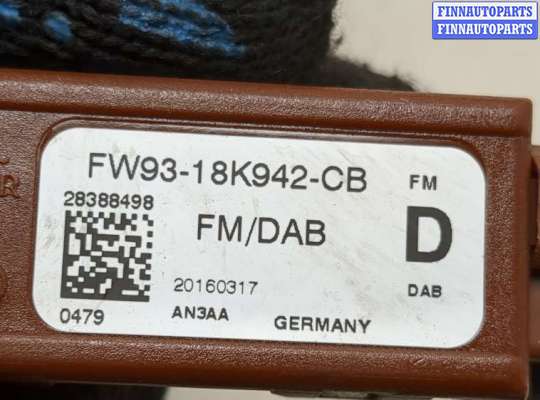 FINNAUTOPARTS
FINNAUTOPARTS
FW93-18K942-CB
FM
28388498
FM/DAB
D
20160317
DAB
0479
AN3AA
GERMANY